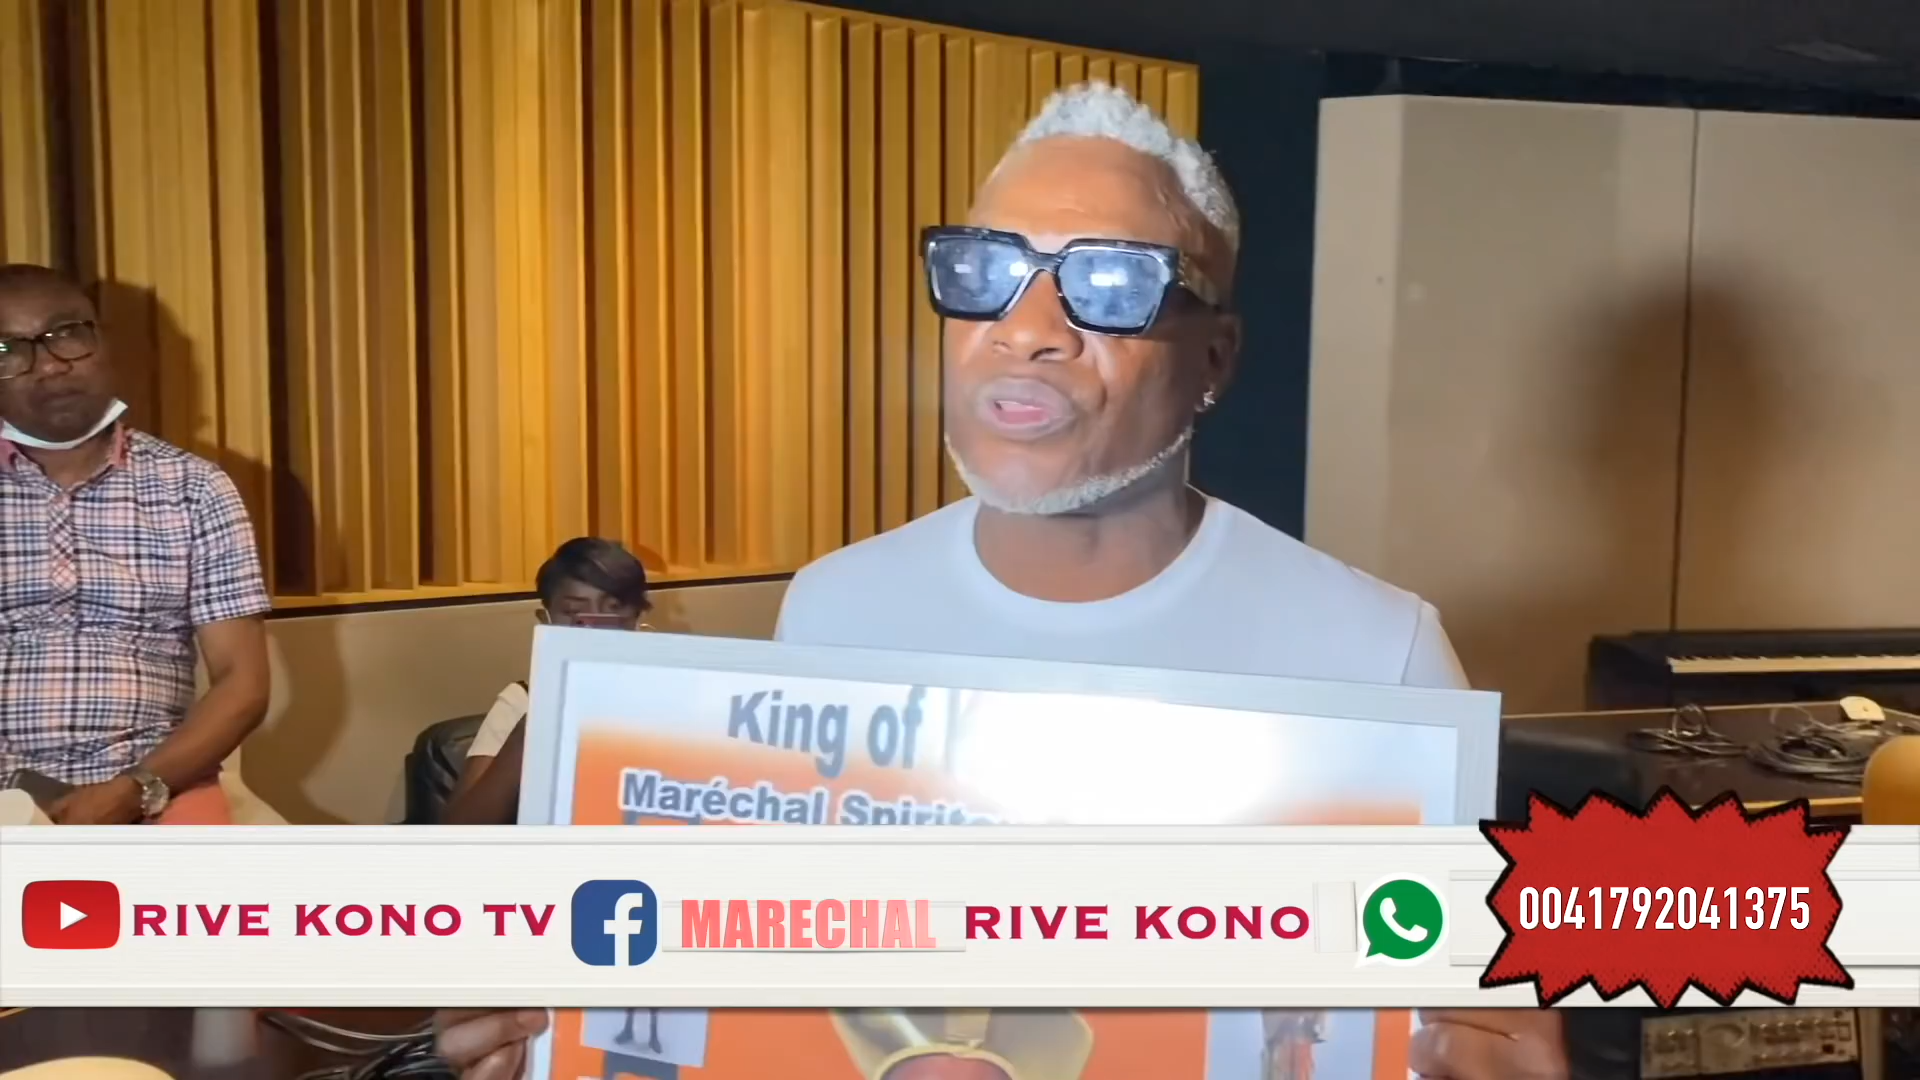 King of
Maréchal
RIVE KONO TV
MARECHAL
RIVE KONO
0041792041375